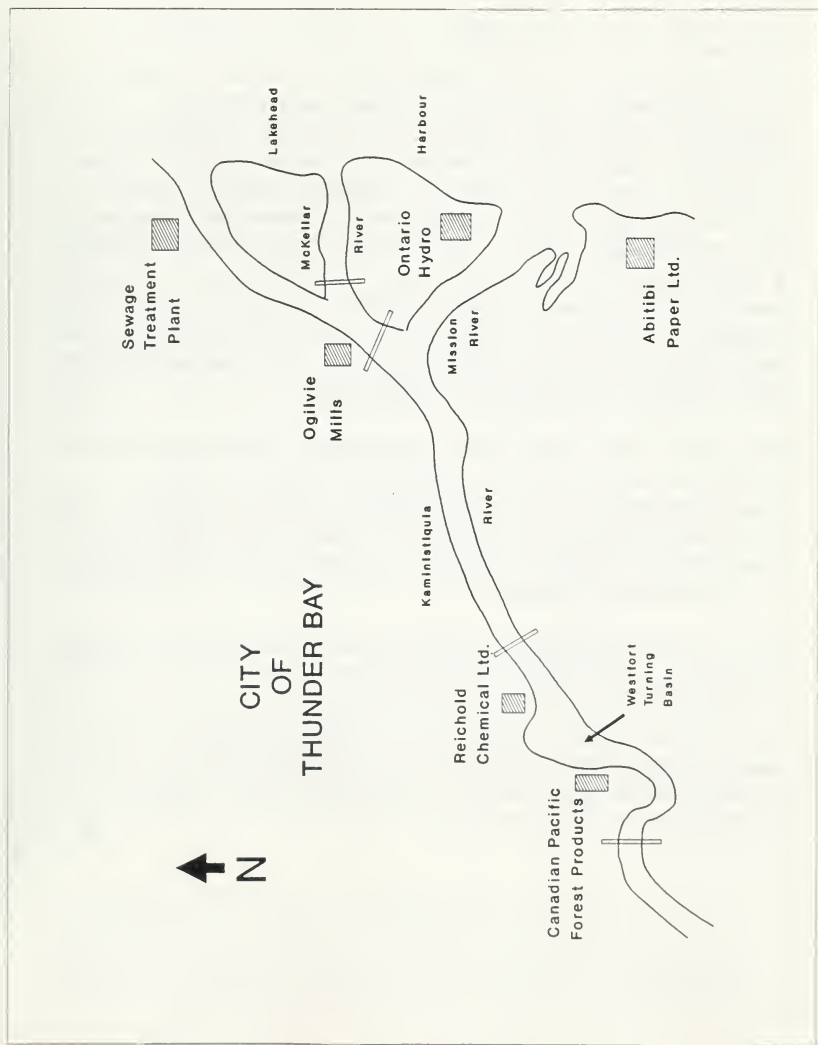 CITY
OF
THUNDER BAY
N
Sewage
Treatment
Plant
Lakehead
McKellar
River
Harbour
Ontario
Hydro
Ogilvie
Mills
Mission
River
Abitibi
Paper Ltd.
Kaministiquia
River
Reichold
Chemical Ltd.
Westfort
Turning
Basin
Canadian Pacific
Forest Products